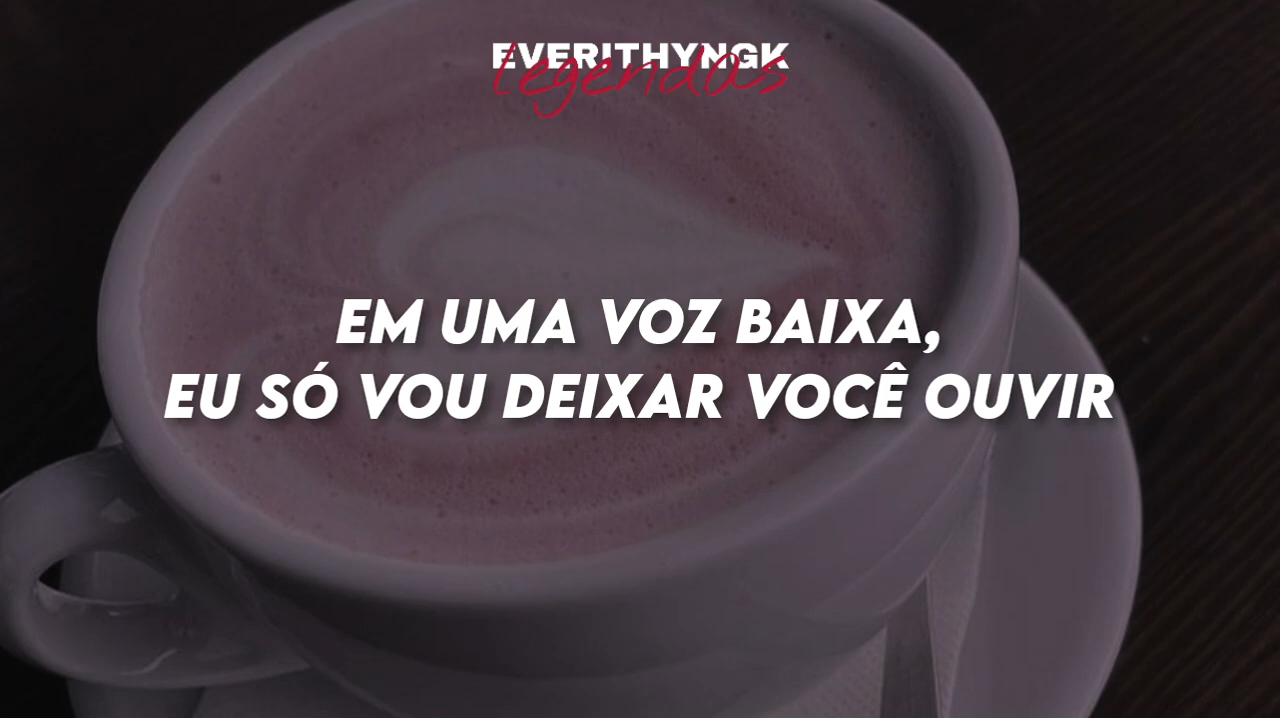 EVERITHYNGK
legendas
EM UMA VOZ BAIXA,
EU SÓ VOU DEIXAR VOCÊ OUVIR